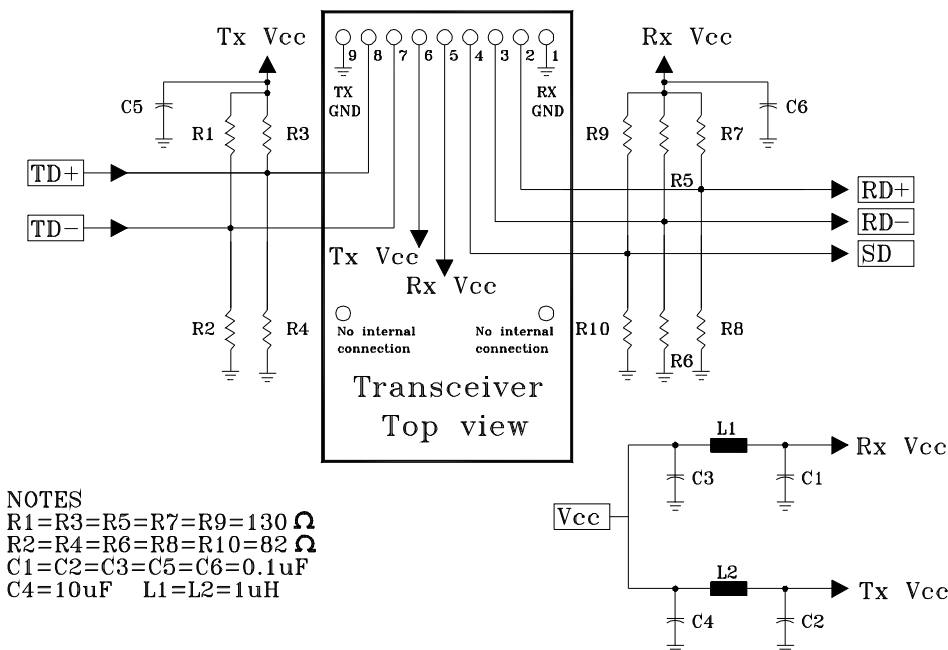 Tx Vcc
Rx Vcc
9 8 7 6 5 4 3 2 1
TX
GND
RX
GND
C5
R1
R3
R9
R7
C6
TD+
R5
RD+
TD-
RD-
Tx Vcc
SD
Rx Vcc
R2
R4
No internal
connection
No internal
connection
R10
R8
R6
Transceiver
Top view
L1
Rx Vcc
C3
C1
Vcc
L2
Tx Vcc
C4
C2
NOTES
R1=R3=R5=R7=R9=130 Ω
R2=R4=R6=R8=R10=82 Ω
C1=C2=C3=C5=C6=0.1uF
C4=10uF L1=L2=1uH